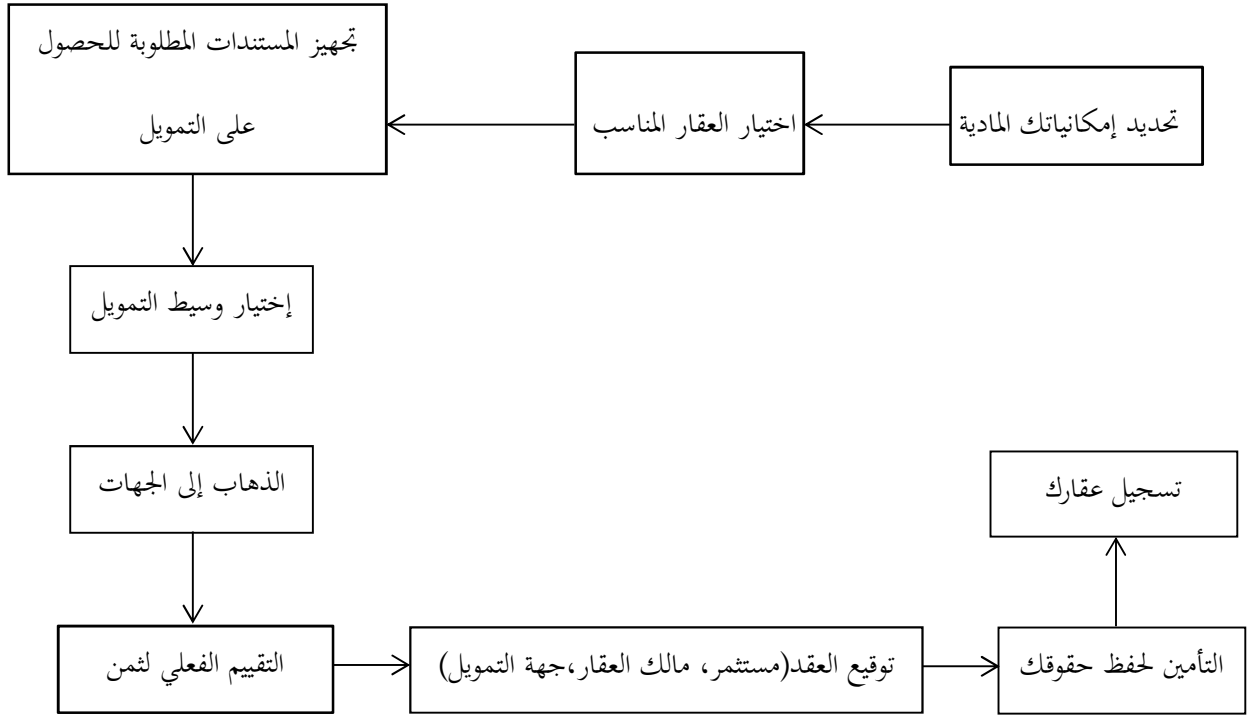 تحديد إمكانياتك المادية
اختيار العقار المناسب
تجهيز المستندات المطلوبة للحصول
على التمويل
إختيار وسيط التمويل
الذهاب إلى الجهات
التقييم الفعلي لثمن
توقيع العقد(مستثمر، مالك العقار،جهة التمويل)
التأمين لحفظ حقوقك
تسجيل عقارك